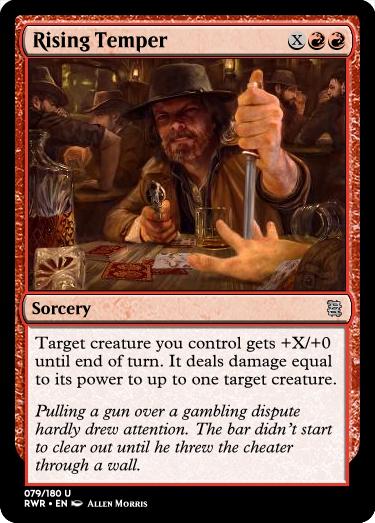 Rising Temper
X
Sorcery
Target creature you control gets +X/+0
until end of turn. It deals damage equal
to its power to up to one target creature.
Pulling a gun over a gambling dispute
hardly drew attention. The bar didn't start
to clear out until he threw the cheater
through a wall.
079/180 U
RWR • EN Allen Morris